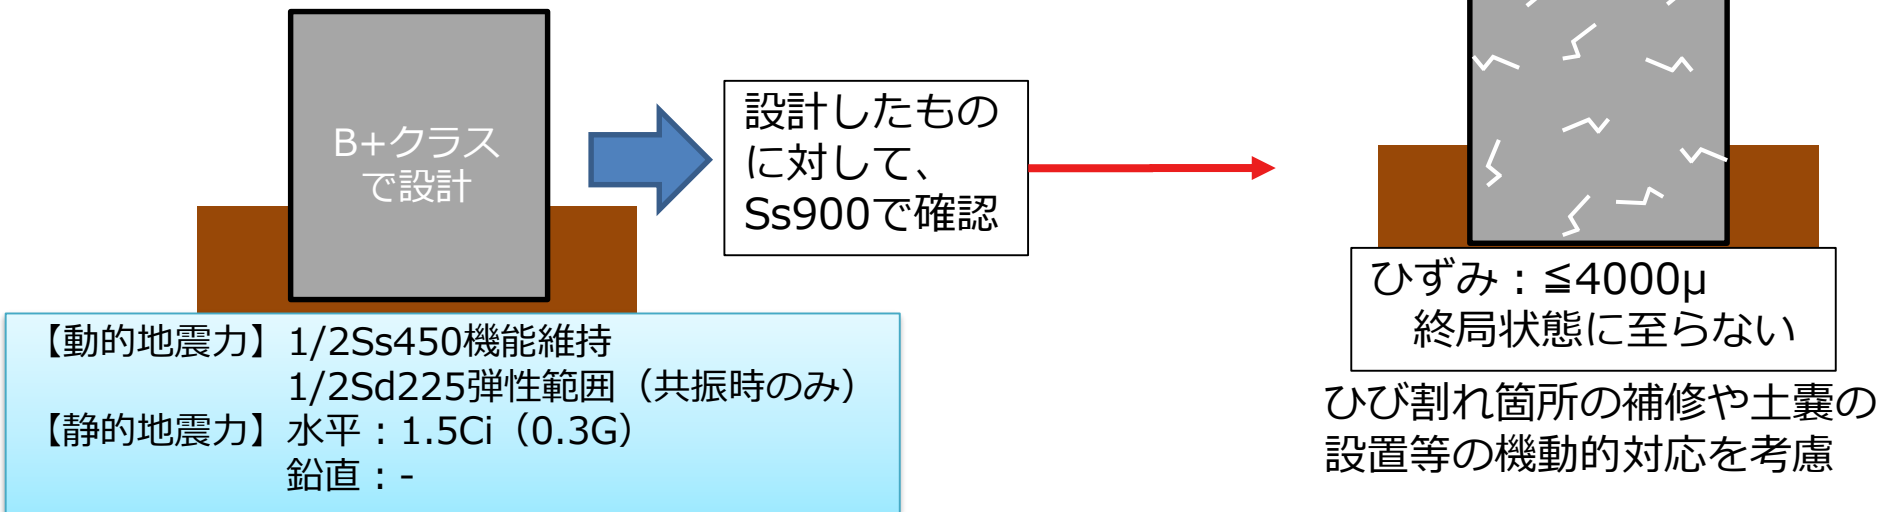 B+クラス
で設計
設計したもの
に対して、
Ss900で確認
【動的地震力】1/2Ss450機能維持
1/2Sd225弾性範囲（共振時のみ）
【静的地震力】水平：1.5Ci（0.3G）
鉛直：-
ひずみ：≦4000μ
終局状態に至らない
ひび割れ箇所の補修や土嚢の
設置等の機動的対応を考慮